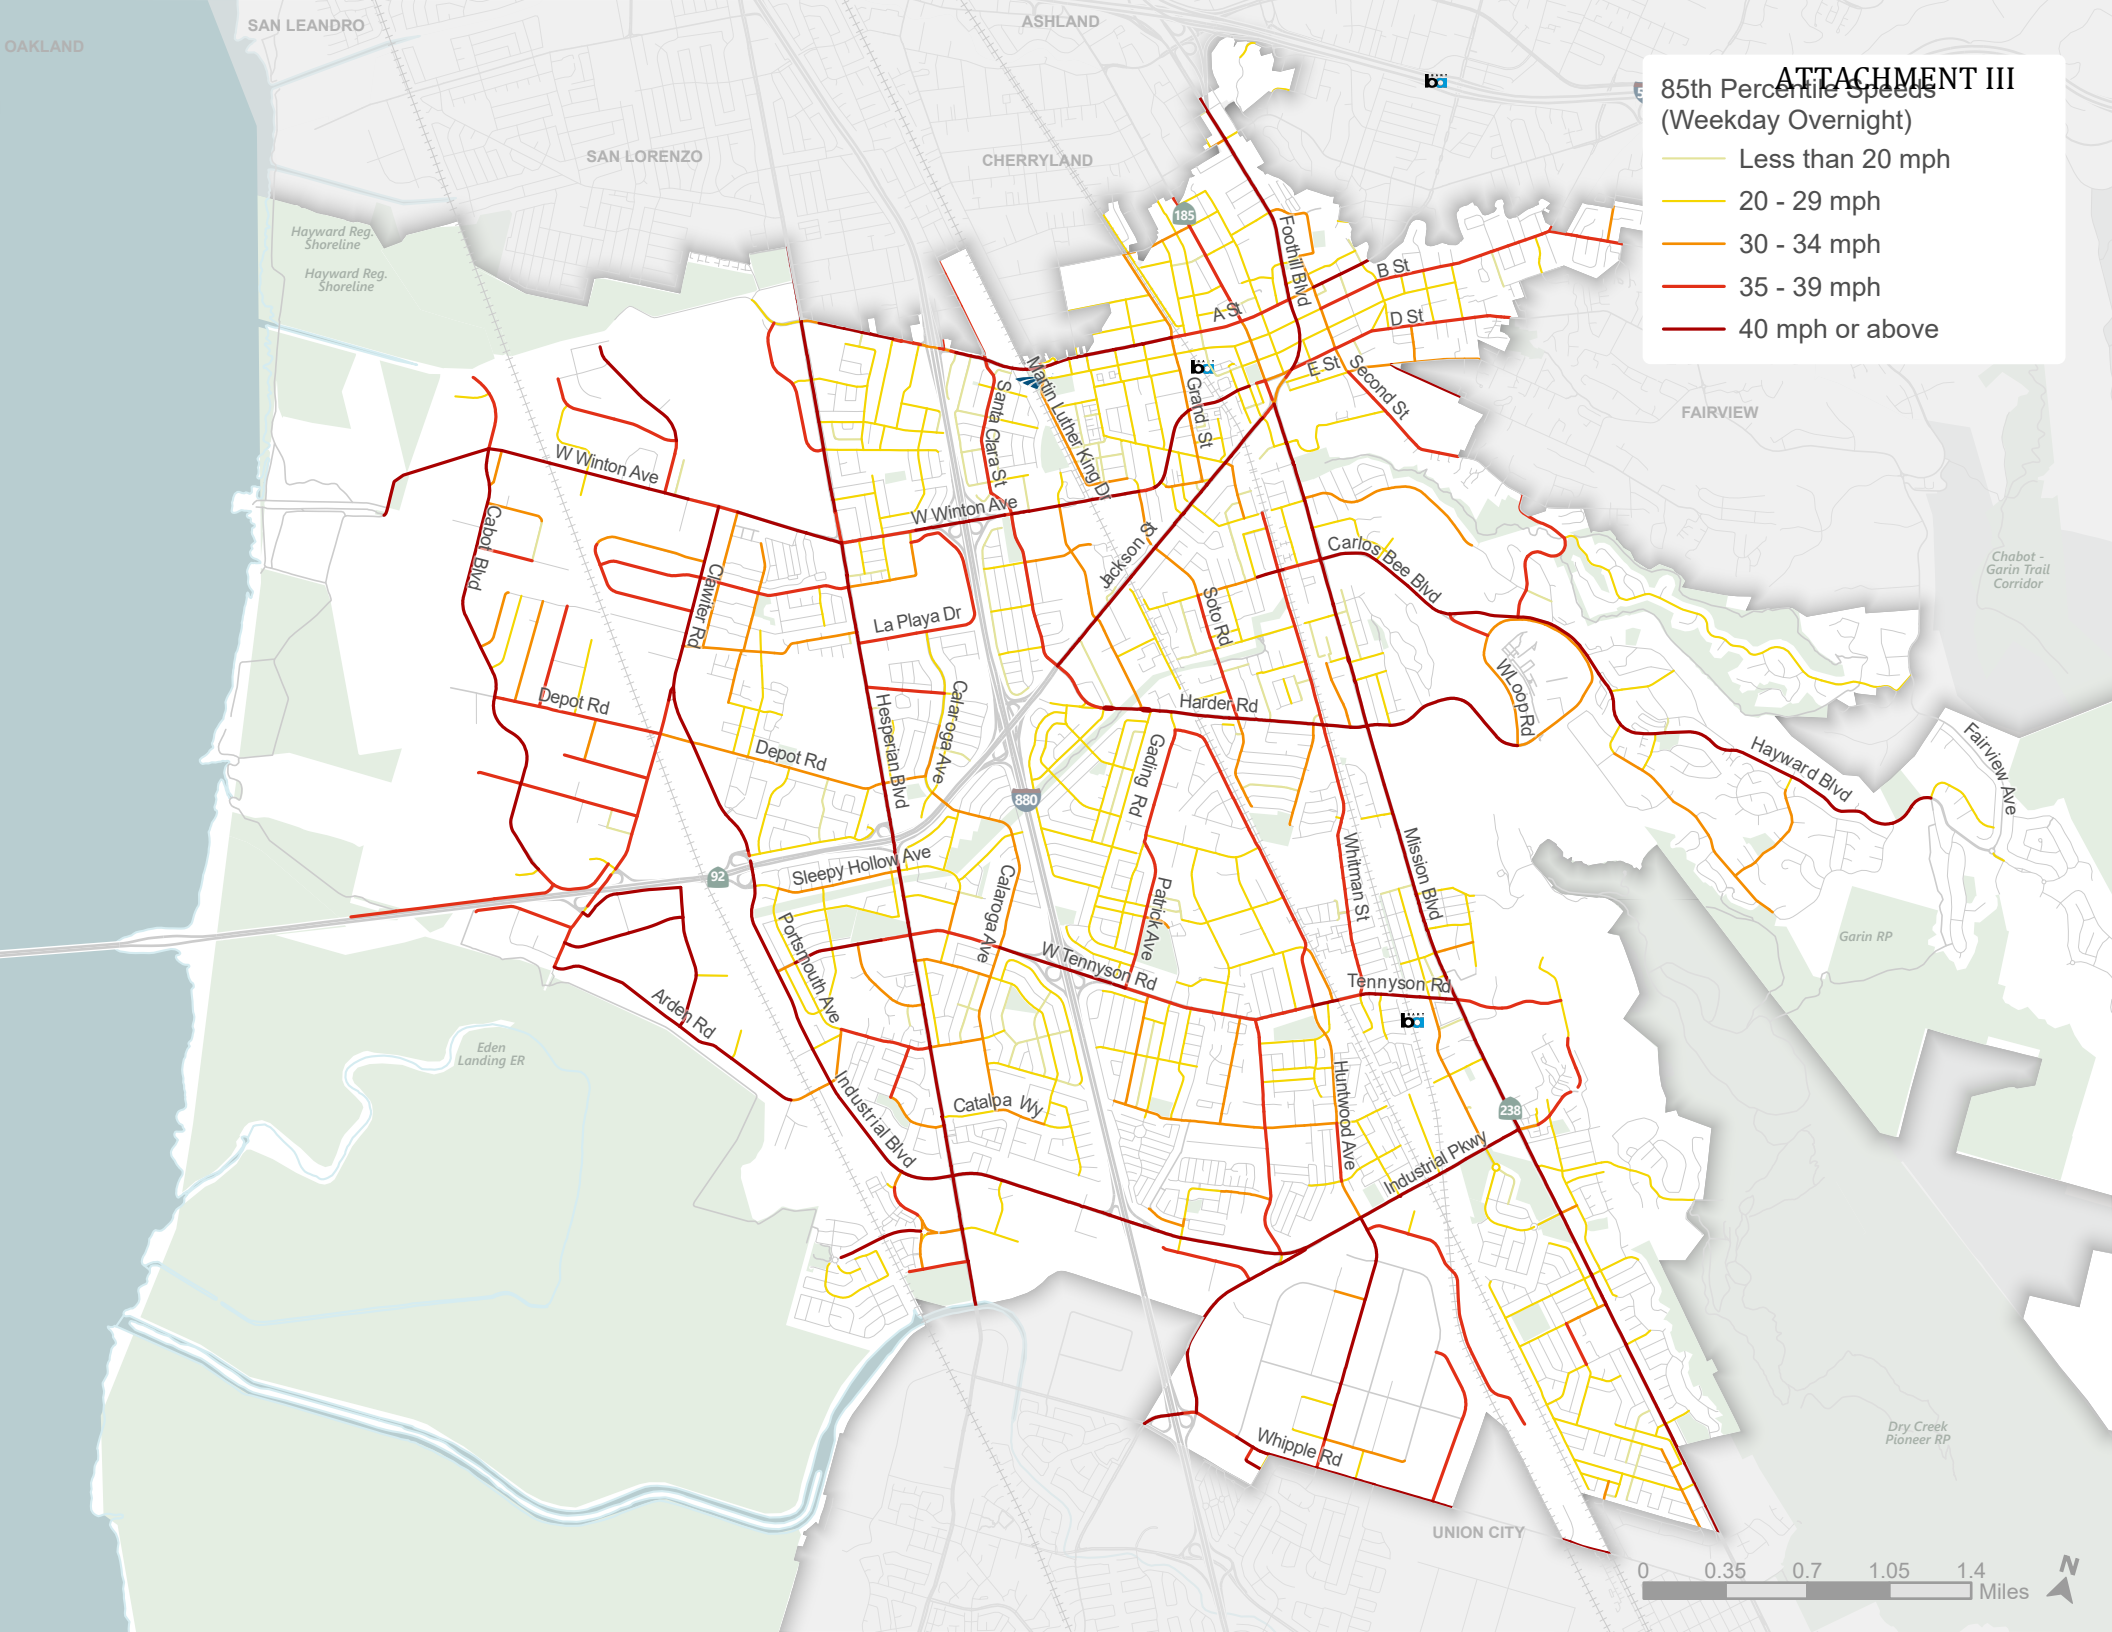 OAKLAND
SAN LEANDRO
ASHLAND
SAN LORENZO
CHERRYLAND
ATTACHMENT III
85th Percentile Speeds
(Weekday Overnight)
Less than 20 mph
20 - 29 mph
30 - 34 mph
35 - 39 mph
40 mph or above
Hayward Reg.
Shoreline
Hayward Reg.
Shoreline
185
Foothill Blvd
B St
A St
D St
E St
Second St
Grand St
Martin Luther King Dr
Santa Clara St
FAIRVIEW
W Winton Ave
W Winton Ave
Cabot Blvd
Clawiter Rd
Jackson St
Carlos Bee Blvd
Soto Rd
La Playa Dr
Chabot -
Garin Trail
Corridor
W Loop Rd
Harder Rd
Depot Rd
Depot Rd
Hesperian Blvd
Calaroga Ave
Gading Rd
Hayward Blvd
Fairview Ave
880
92
Sleepy Hollow Ave
Whitman St
Mission Blvd
Calaroga Ave
Patrick Ave
Portsmouth Ave
W Tennyson Rd
Tennyson Rd
Garin RP
Arden Rd
Eden
Landing ER
Industrial Blvd
Catalpa Wy
Huntwood Ave
238
Industrial Pkwy
Whipple Rd
Dry Creek
Pioneer RP
UNION CITY
0 0.35 0.7 1.05 1.4
Miles
N